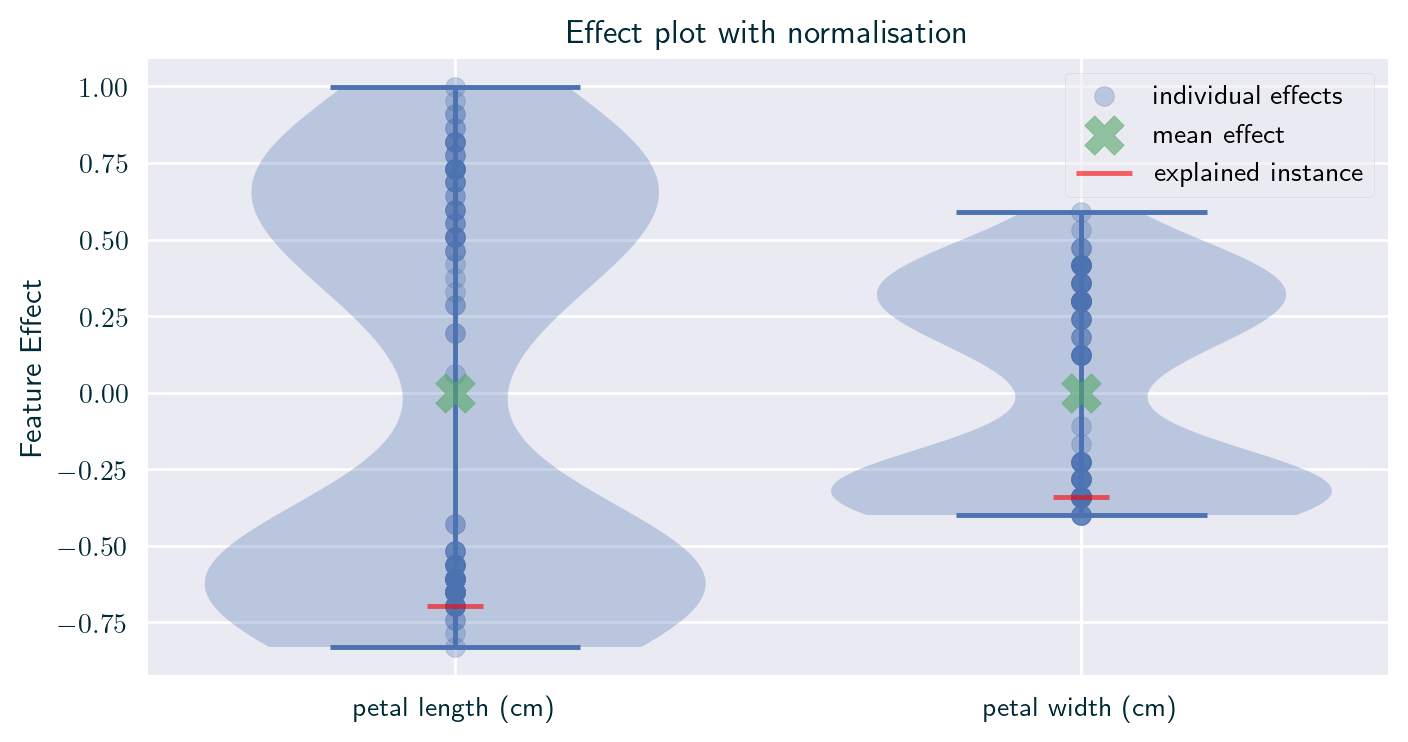 Effect plot with normalisation
individual effects
mean effect
explained instance
1.00
0.75
0.50
0.25
0.00
−0.25
−0.50
−0.75
Feature Effect
petal length (cm)
petal width (cm)